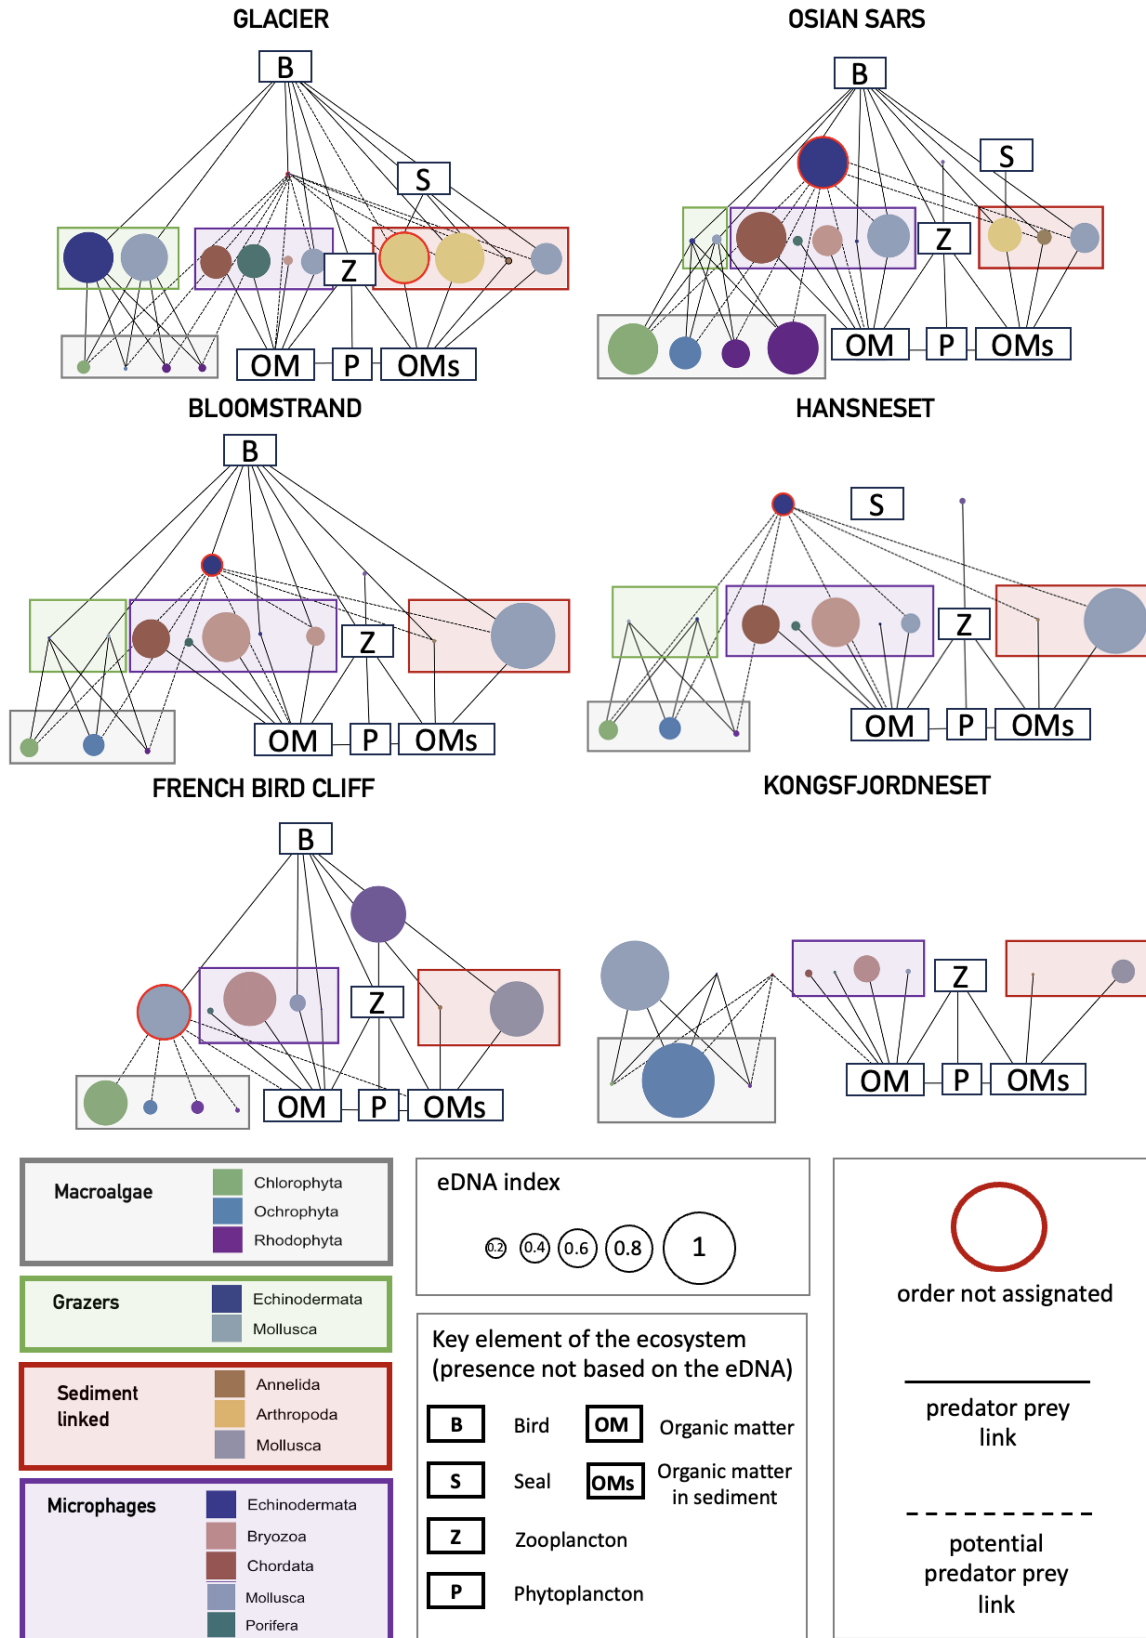 GLACIER
OSIAN SARS
B
B
S
S
Z
Z
OM
P
OMs
OM
P
OMs
BLOOMSTRAND
HANSNESET
B
S
Z
Z
OM
P
OMs
OM
P
OMs
FRENCH BIRD CLIFF
KONGSFJORDNESET
B
Z
Z
OM
P
OMs
OM
P
OMs
Macroalgae
Chlorophyta
Ochrophyta
Rhodophyta
Grazers
Echinodermata
Mollusca
Sediment
linked
Annelida
Arthropoda
Mollusca
Microphages
Echinodermata
Bryozoa
Chordata
Mollusca
Porifera
eDNA index
0.2
0.4
0.6
0.8
1
Key element of the ecosystem
(presence not based on the eDNA)
B
Bird
OM
Organic matter
S
Seal
OMs
Organic matter
in sediment
Z
Zooplancton
P
Phytoplancton
order not assignated
predator prey
link
potential
predator prey
link